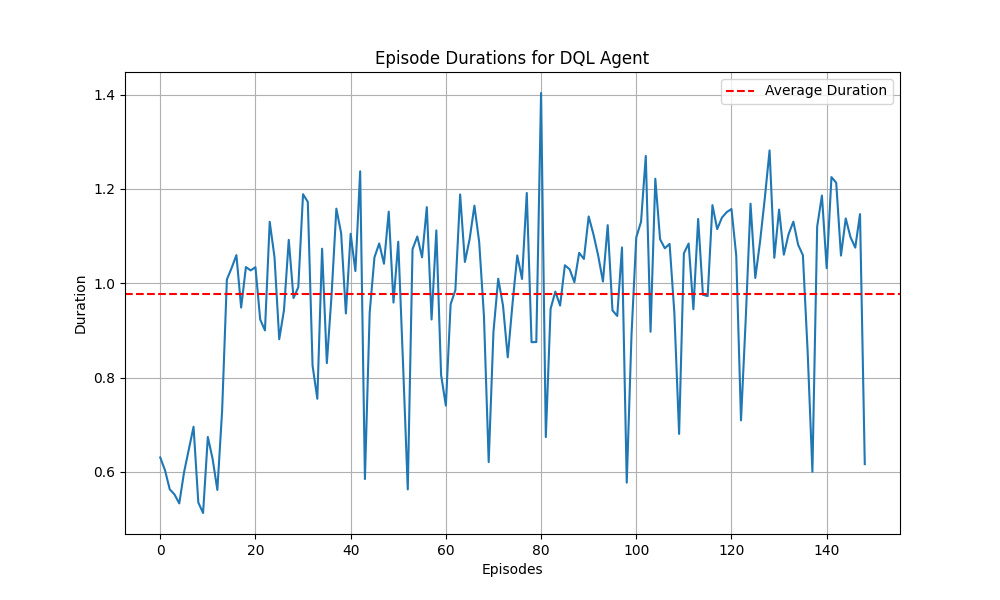 Episode Durations for DQL Agent
Average Duration
1.4
1.2
1.0
0.8
0.6
Duration
0 20 40 60 80 100 120 140
Episodes